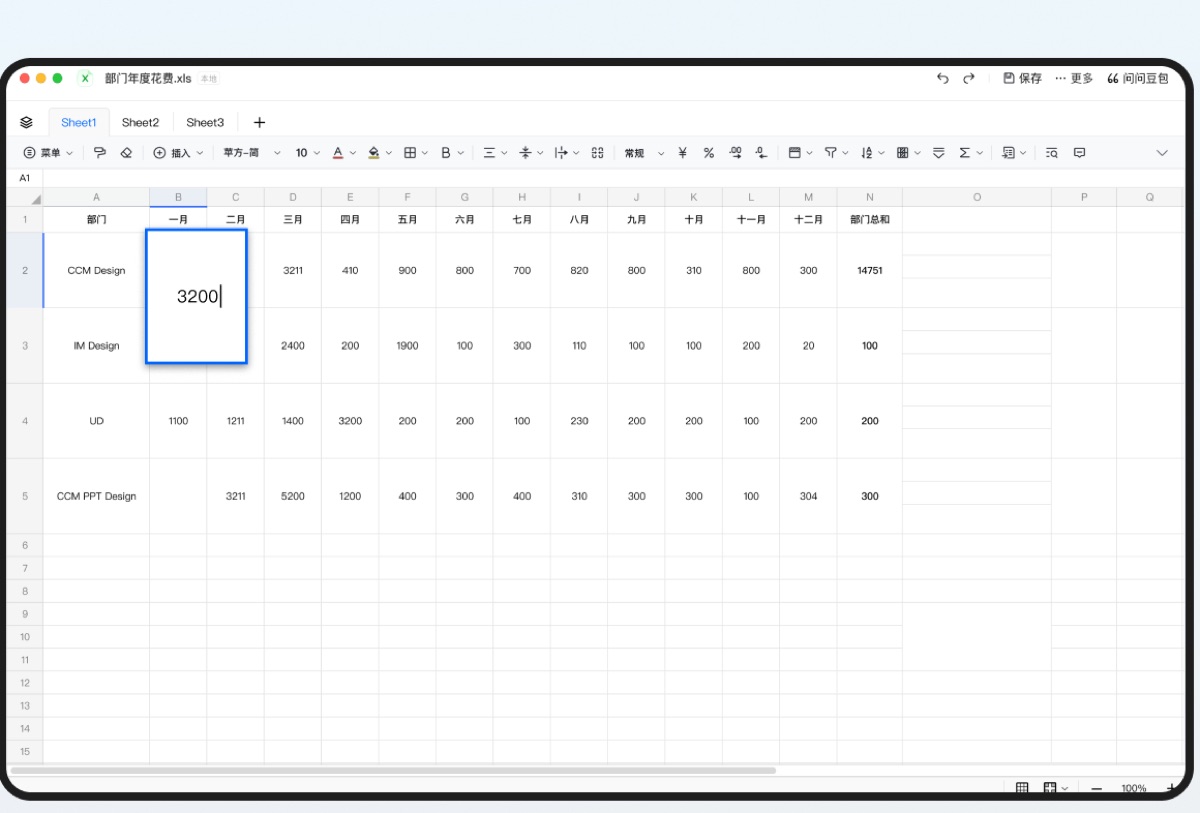 部门年度花费.xls 本地 保存 ··· 更多 问问豆包
Sheet1 Sheet2 Sheet3 +
菜单 插入 苹方-简 10 A B 常规 ¥ % .00 .0 Σ
A1
A B C D E F G H I J K L M N O P Q
1 部门 一月 二月 三月 四月 五月 六月 七月 八月 九月 十月 十一月 十二月 部门总和
2 CCM Design 3211 410 900 800 700 820 800 310 800 300 14751
3200
3 IM Design 2400 200 1900 100 300 110 100 100 200 20 100
4 UD 1100 1211 1400 3200 200 200 100 230 200 200 100 200 200
5 CCM PPT Design 3211 5200 1200 400 300 400 310 300 300 100 304 300
6
7
8
9
10
11
12
13
14
15
100%